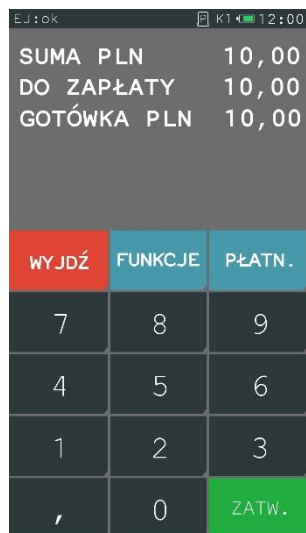 EJ:ok P K1 12:00
SUMA PLN 10,00
DO ZAPŁATY 10,00
GOTÓWKA PLN 10,00
WYJDŹ FUNKCJE PŁATN.
7 8 9
4 5 6
1 2 3
, 0 ZATW.